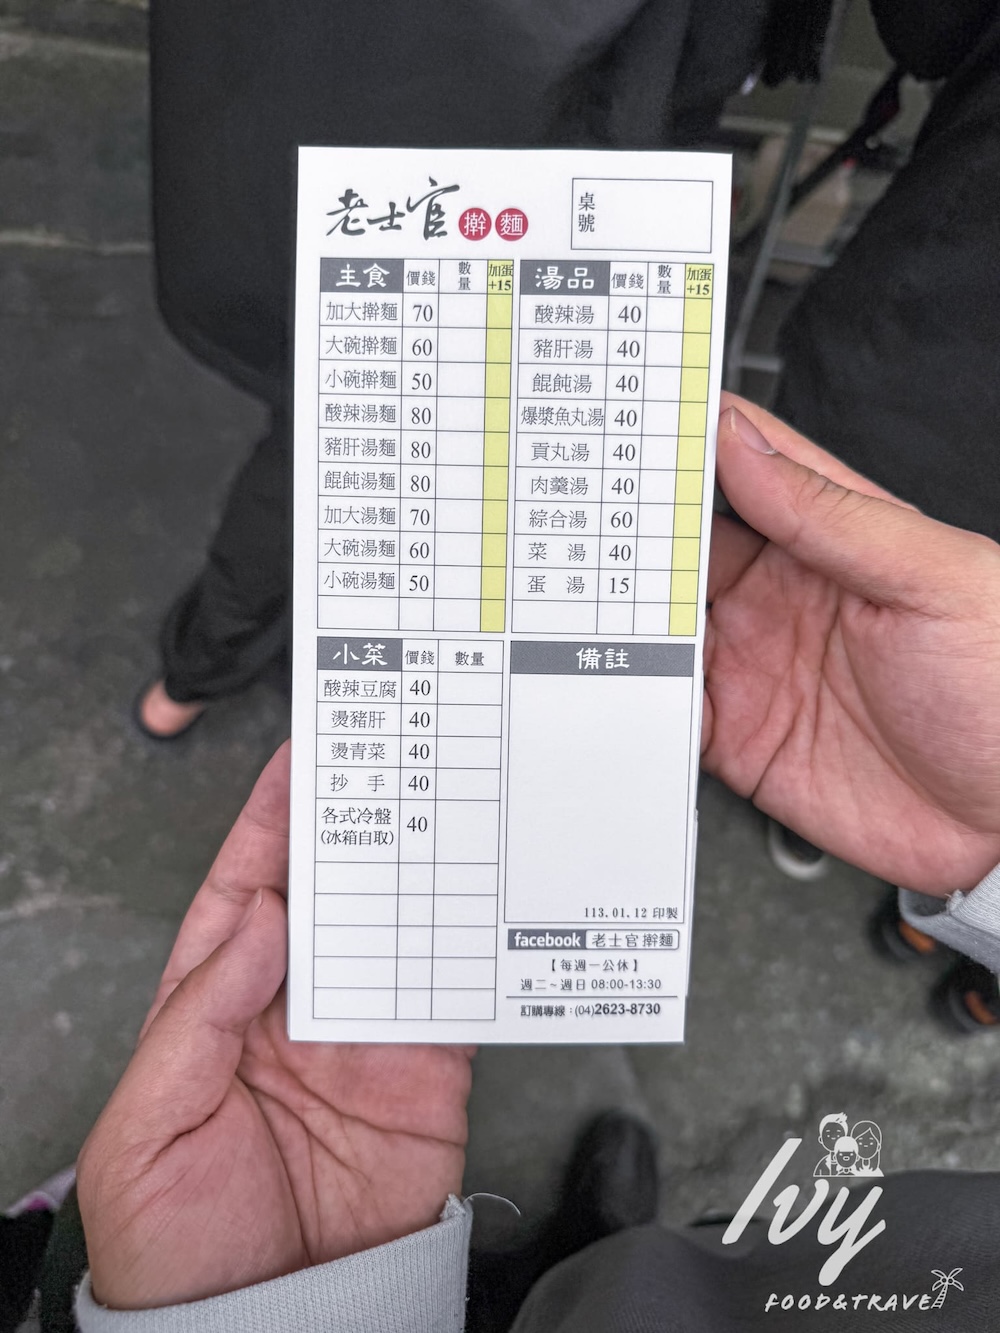 老士官擀麵
桌號
主食 價錢 數量 加蛋+15
加大擀麵 70
大碗擀麵 60
小碗擀麵 50
酸辣湯麵 80
豬肝湯麵 80
餛飩湯麵 80
加大湯麵 70
大碗湯麵 60
小碗湯麵 50
湯品 價錢 數量 加蛋+15
酸辣湯 40
豬肝湯 40
餛飩湯 40
爆漿魚丸湯 40
貢丸湯 40
肉羹湯 40
綜合湯 60
菜 湯 40
蛋 湯 15
小菜 價錢 數量
酸辣豆腐 40
燙豬肝 40
燙青菜 40
抄 手 40
各式冷盤
(冰箱自取) 40
備註
113.01.12 印製
facebook 老士官擀麵
【每週一公休】
週二~週日 08:00-13:30
訂購專線:(04)2623-8730
Ivy
FOOD&TRAVEL